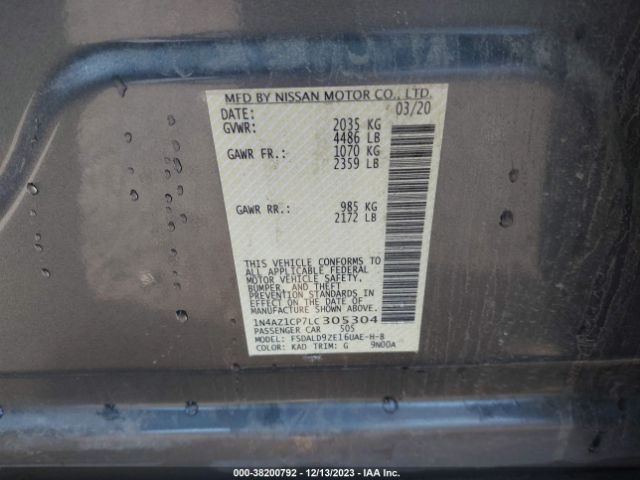 MFD BY NISSAN MOTOR CO., LTD.
DATE: 03/20
GVWR: 2035 KG
4486 LB
GAWR FR.: 1070 KG
2359 LB
GAWR RR.: 985 KG
2172 LB
THIS VEHICLE CONFORMS TO
ALL APPLICABLE FEDERAL
MOTOR VEHICLE SAFETY,
BUMPER, AND THEFT
PREVENTION STANDARDS IN
EFFECT ON THE DATE OF
MANUFACTURE SHOWN ABOVE.
1N4AZ1CP7LC305304
PASSENGER CAR 505
MODEL: FSDALD9ZE16UAE-H-B
COLOR: KAD TRIM: G 9N00A
000-38200792 - 12/13/2023 - IAA Inc.